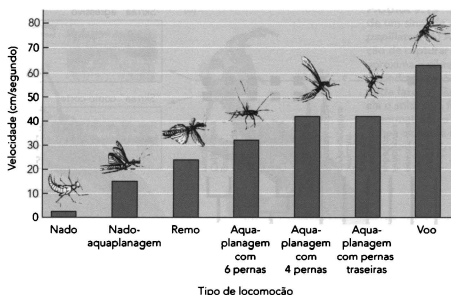 Velocidade (cm/segundo)
80
70
60
50
40
30
20
10
0
Nado
Nado-
aquaplanagem
Remo
Aqua-
planagem
com
6 pernas
Aqua-
planagem
com
4 pernas
Aqua-
planagem
com pernas
traseiras
Voo
Tipo de locomoção